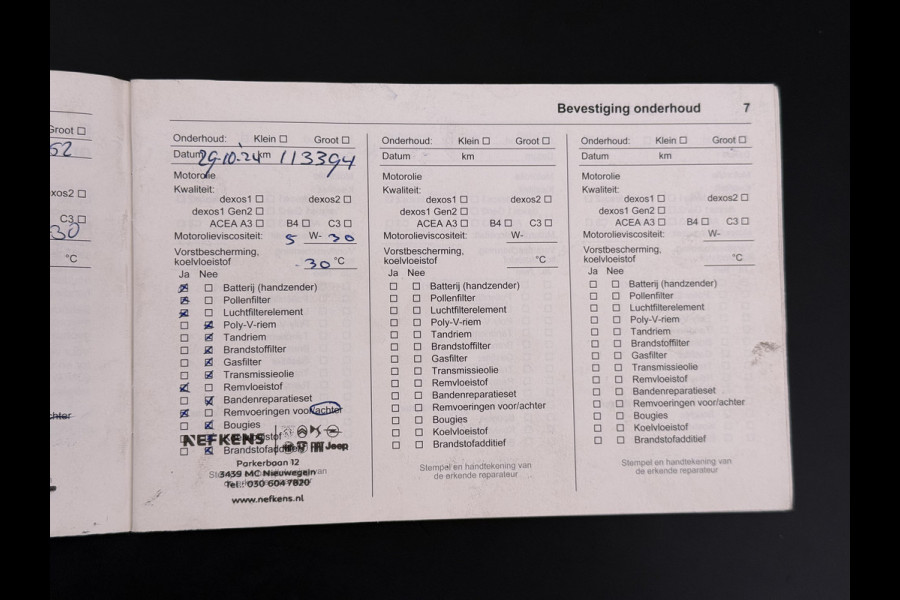 Groot
52
xos2
C3
30
°C
chter
Bevestiging onderhoud 7
Onderhoud: Klein Groot
Datum 29-10-24 km 113394
Motorolie
Kwaliteit:
dexos1 dexos2
dexos1 Gen2
ACEA A3 B4 C3
Motorolieviscositeit: 5 W- 30
Vorstbescherming,
koelvloeistof -30 °C
Ja Nee
Batterij (handzender)
Pollenfilter
Luchtfilterelement
Poly-V-riem
Tandriem
Brandstoffilter
Gasfilter
Transmissieolie
Remvloeistof
Bandenreparatieset
Remvoeringen voor/achter
Bougies
NEFKENS
Jeep
Parkerbaan 12
3439 MC Nieuwegein
Tel.: 030 6047820
www.nefkens.nl
Onderhoud: Klein Groot
Datum km
Motorolie
Kwaliteit:
dexos1 dexos2
dexos1 Gen2
ACEA A3 B4 C3
Motorolieviscositeit: W-
Vorstbescherming,
koelvloeistof °C
Ja Nee
Batterij (handzender)
Pollenfilter
Luchtfilterelement
Poly-V-riem
Tandriem
Brandstoffilter
Gasfilter
Transmissieolie
Remvloeistof
Bandenreparatieset
Remvoeringen voor/achter
Bougies
Koelvloeistof
Brandstofadditief
Stempel en handtekening van
de erkende reparateur
Onderhoud: Klein Groot
Datum km
Motorolie
Kwaliteit:
dexos1 dexos2
dexos1 Gen2
ACEA A3 B4 C3
Motorolieviscositeit: W-
Vorstbescherming,
koelvloeistof °C
Ja Nee
Batterij (handzender)
Pollenfilter
Luchtfilterelement
Poly-V-riem
Tandriem
Brandstoffilter
Gasfilter
Transmissieolie
Remvloeistof
Bandenreparatieset
Remvoeringen voor/achter
Bougies
Koelvloeistof
Brandstofadditief
Stempel en handtekening van
de erkende reparateur